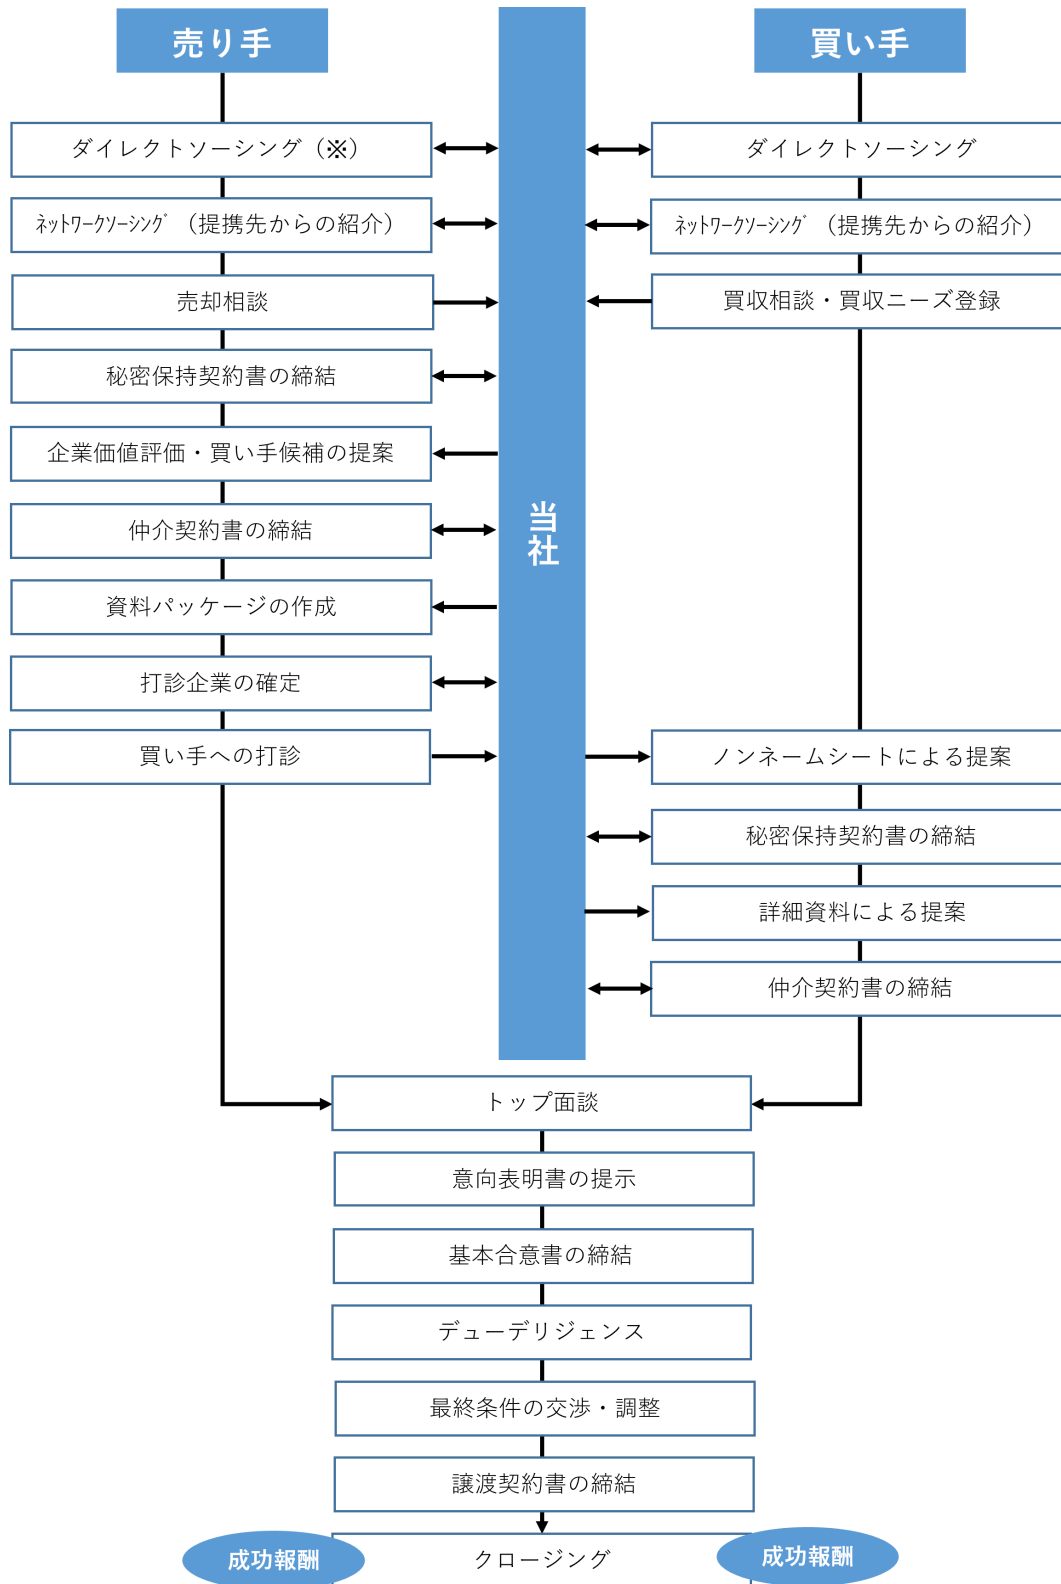 売り手
買い手
ダイレクトソーシング（※）
ダイレクトソーシング
ﾈｯﾄﾜｰｸｿｰｼﾝｸﾞ（提携先からの紹介）
ﾈｯﾄﾜｰｸｿｰｼﾝｸﾞ（提携先からの紹介）
売却相談
買収相談・買収ニーズ登録
秘密保持契約書の締結
企業価値評価・買い手候補の提案
当社
仲介契約書の締結
資料パッケージの作成
打診企業の確定
買い手への打診
ノンネームシートによる提案
秘密保持契約書の締結
詳細資料による提案
仲介契約書の締結
トップ面談
意向表明書の提示
基本合意書の締結
デューデリジェンス
最終条件の交渉・調整
譲渡契約書の締結
成功報酬
クロージング
成功報酬